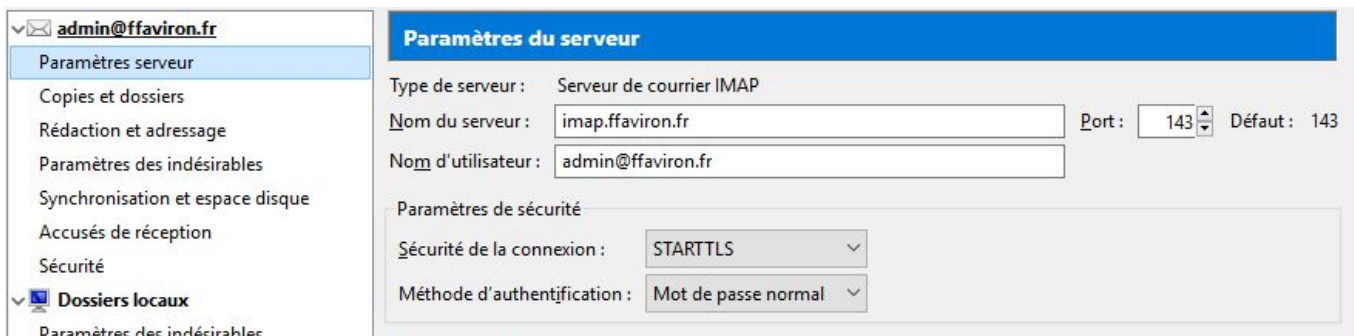 admin@ffaviron.fr
Paramètres serveur
Copies et dossiers
Rédaction et adressage
Paramètres des indésirables
Synchronisation et espace disque
Accusés de réception
Sécurité
Dossiers locaux
Paramètres des indésirables
Paramètres du serveur
Type de serveur : Serveur de courrier IMAP
Nom du serveur : imap.ffaviron.fr Port : 143 Défaut : 143
Nom d'utilisateur : admin@ffaviron.fr
Paramètres de sécurité
Sécurité de la connexion : STARTTLS
Méthode d'authentification : Mot de passe normal